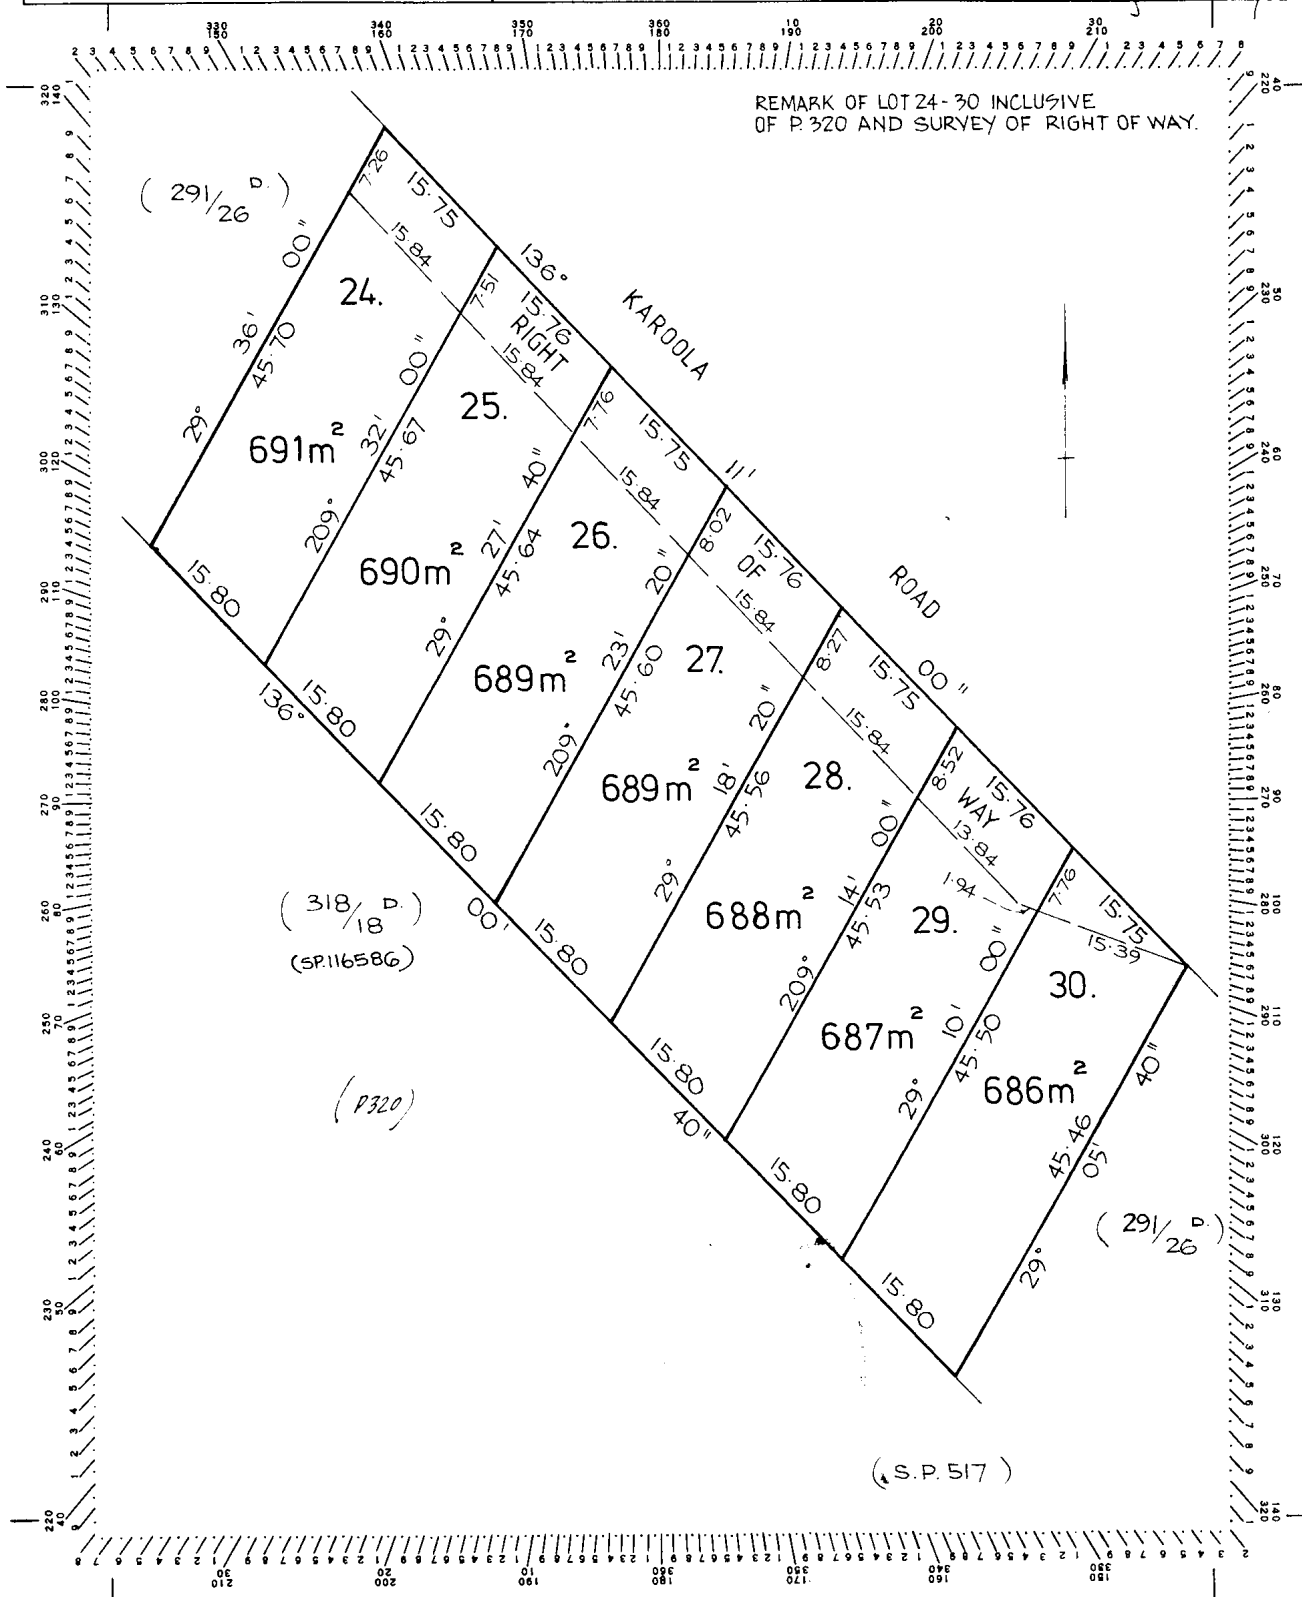 REMARK OF LOT 24-30 INCLUSIVE
OF P.320 AND SURVEY OF RIGHT OF WAY.
(291/26 D.)
KAROOLA ROAD
136° 11' 00"
RIGHT OF WAY
15.75
15.76
15.75
15.76
15.75
15.76
15.75
7.26
7.51
7.76
8.02
8.27
8.52
7.76
15.84
15.84
15.84
15.84
15.84
13.84
1.94
15.39
24.
691m²
25.
690m²
26.
689m²
27.
689m²
28.
688m²
29.
687m²
30.
686m²
29° 36' 00"
45.70
209° 32' 00"
45.67
29° 27' 40"
45.64
209° 23' 20"
45.60
29° 18' 20"
45.56
209° 14' 00"
45.53
29° 10' 00"
45.50
29° 05' 40"
45.46
15.80
15.80
15.80
15.80
15.80
15.80
15.80
136° 00' 40"
(318/18 D.)
(SP.116586)
(P320)
(291/26 D.)
(S.P. 517)